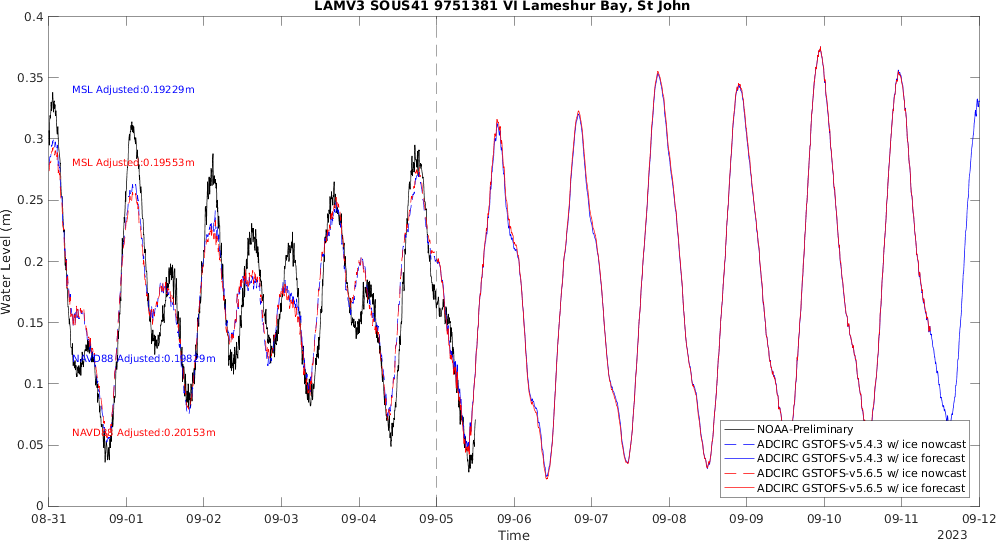 LAMV3 SOUS41 9751381 VI Lameshur Bay, St John
0.4
0.35
0.3
0.25
0.2
0.15
0.1
0.05
0
Water Level (m)
MSL Adjusted:0.19229m
MSL Adjusted:0.19553m
NAVD88 Adjusted:0.19829m
NAVD88 Adjusted:0.20153m
NOAA-Preliminary
ADCIRC GSTOFS-v5.4.3 w/ ice nowcast
ADCIRC GSTOFS-v5.4.3 w/ ice forecast
ADCIRC GSTOFS-v5.6.5 w/ ice nowcast
ADCIRC GSTOFS-v5.6.5 w/ ice forecast
08-31 09-01 09-02 09-03 09-04 09-05 09-06 09-07 09-08 09-09 09-10 09-11 09-12
Time
2023